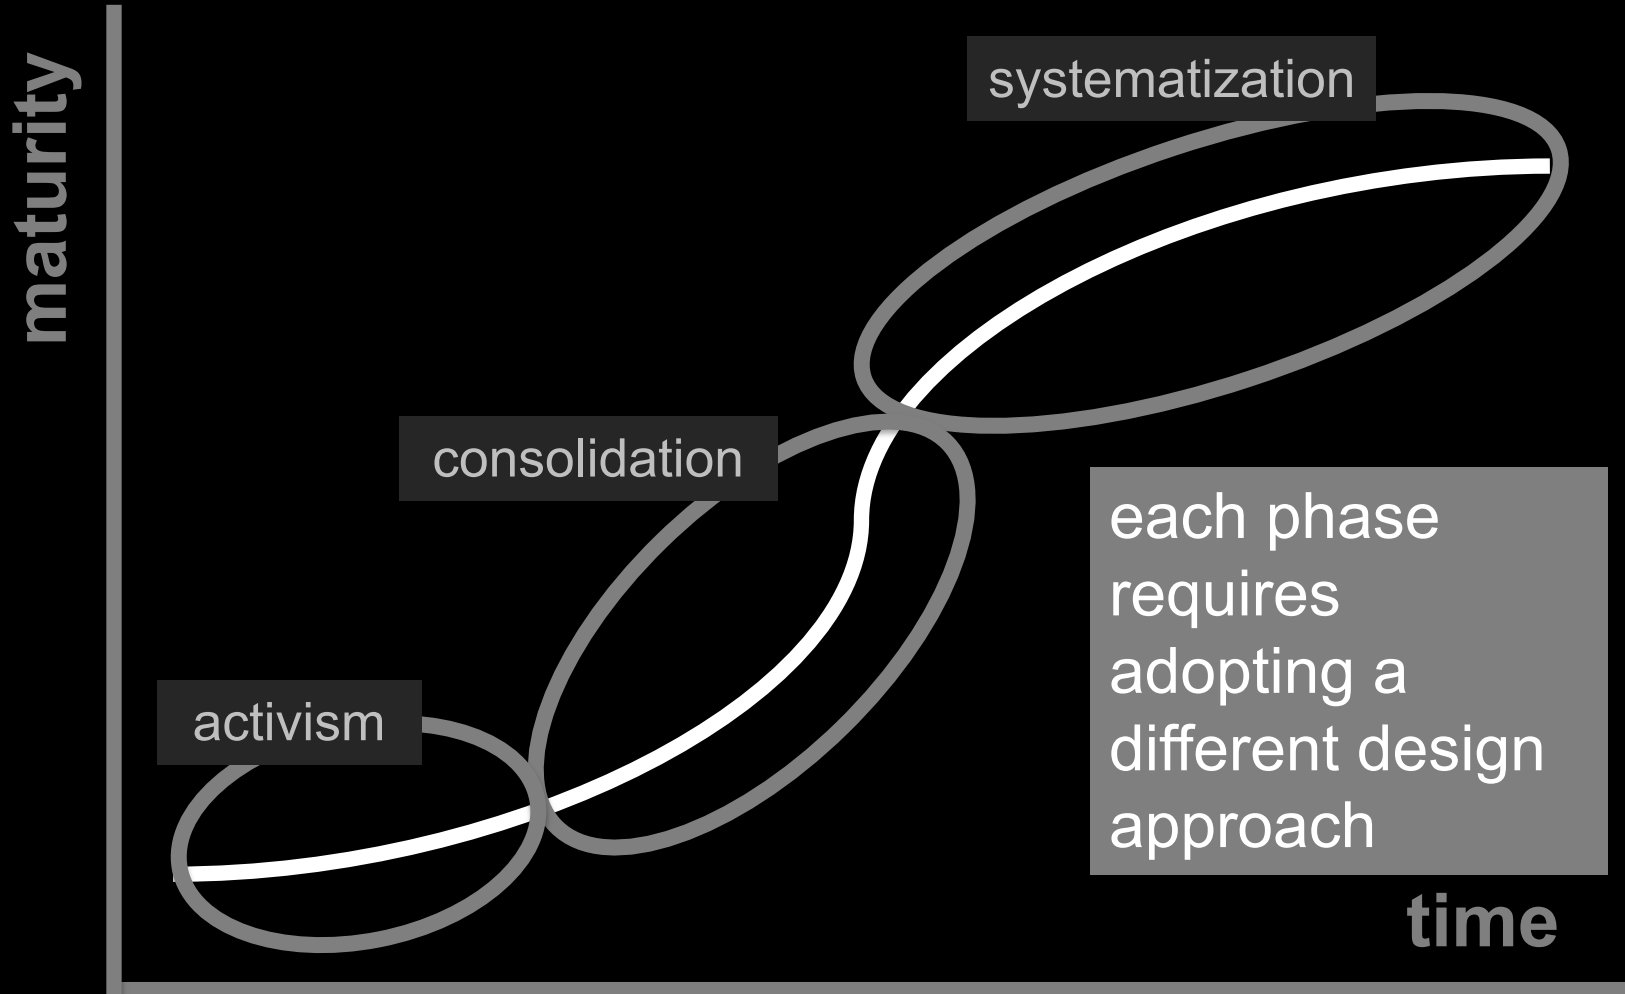 maturity
systematization
consolidation
activism
each phase
requires
adopting a
different design
approach
time